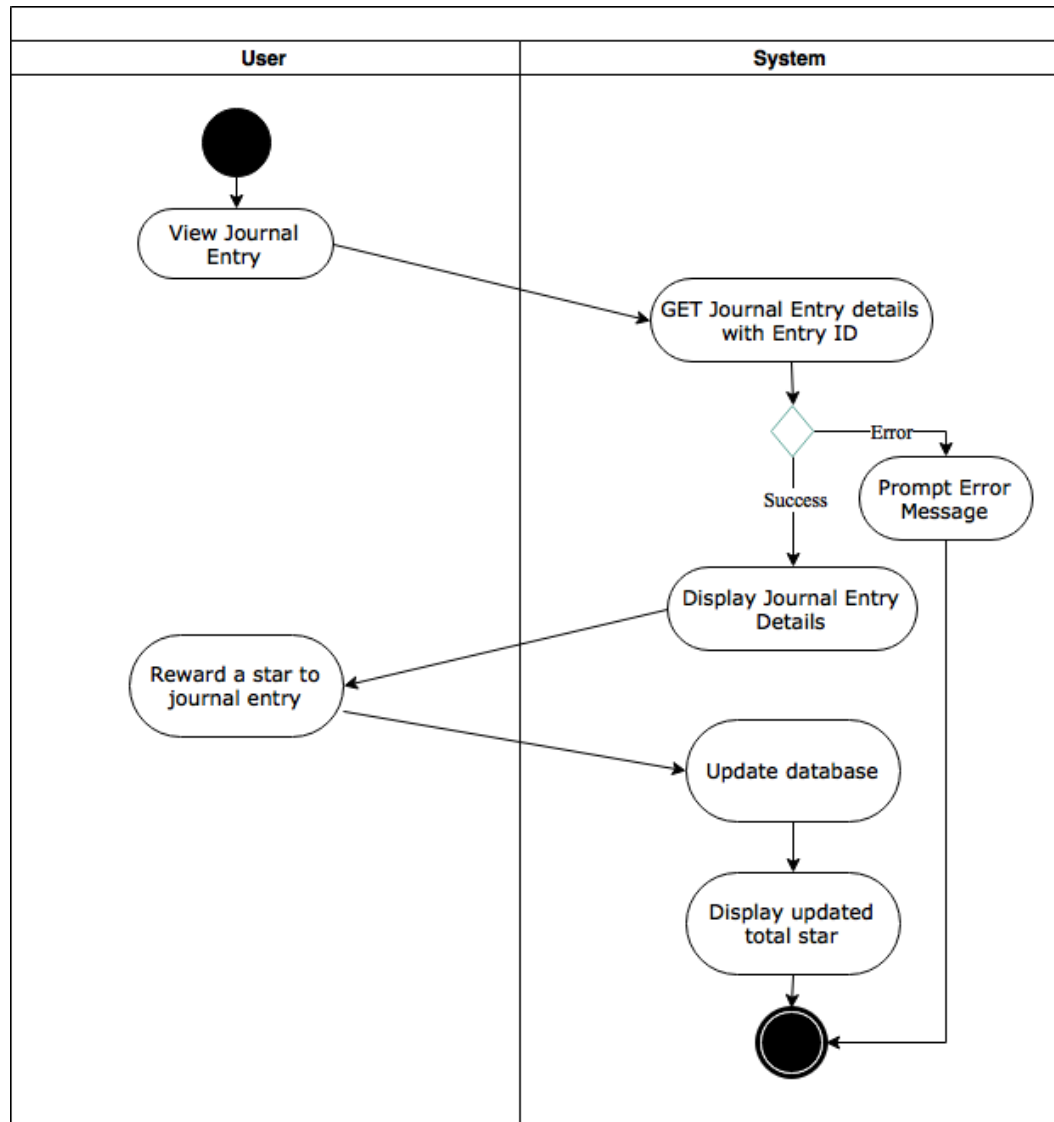 User
System
View Journal
Entry
GET Journal Entry details
with Entry ID
Error
Prompt Error
Message
Success
Display Journal Entry
Details
Reward a star to
journal entry
Update database
Display updated
total star